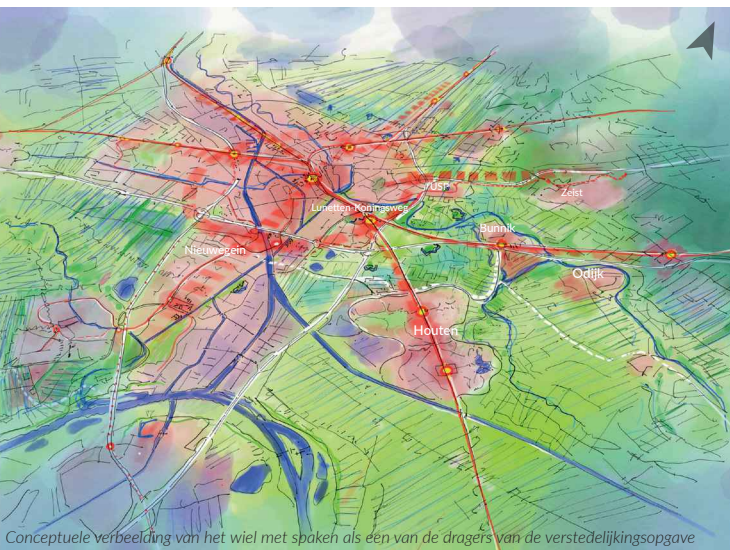 USP
Zeist
Lunetten-Koningsweg
Bunnik
Nieuwegein
Odijk
Houten
Conceptuele verbeelding van het wiel met spaken als een van de dragers van de verstedelijkingsopgave